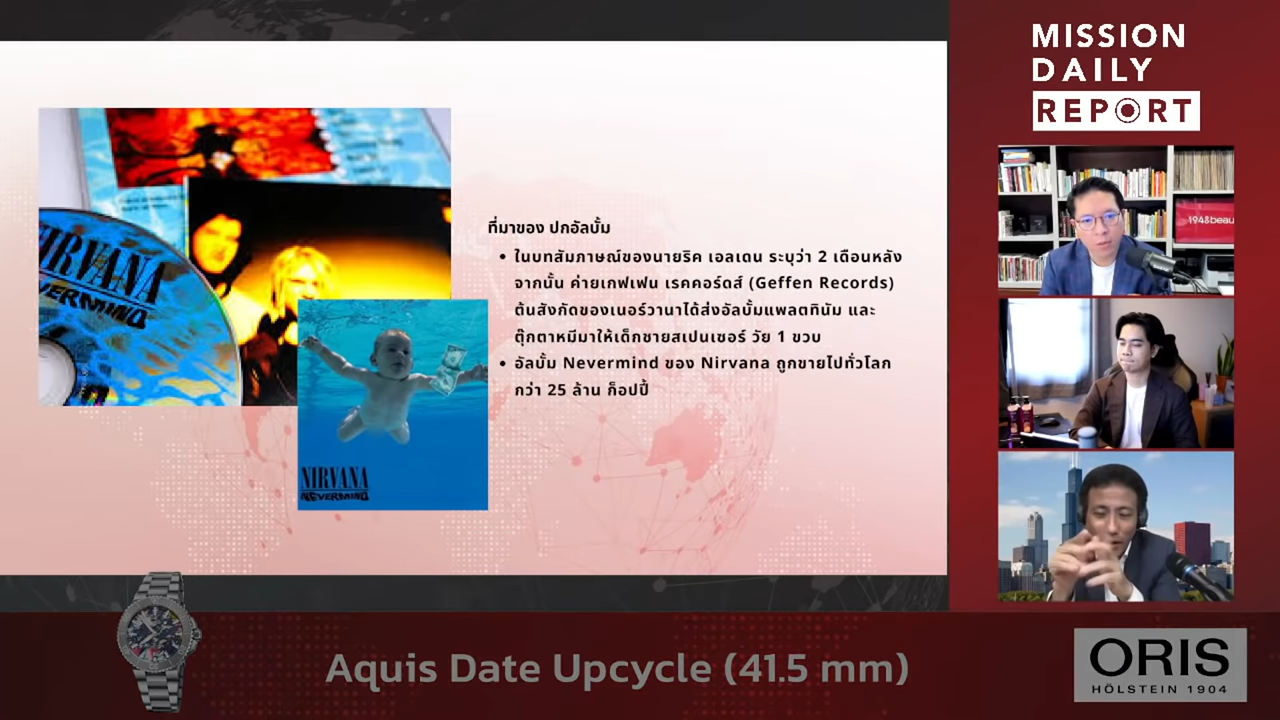 MISSION
DAILY
REPORT
ที่มาของ ปกอัลบั้ม
• ในบทสัมภาษณ์ของนายริค เอลเดน ระบุว่า 2 เดือนหลัง
จากนั้น ค่ายเกฟเฟน เรคคอร์ดส์ (Geffen Records)
ต้นสังกัดของเนอร์วานาได้ส่งอัลบั้มแพลตทินัม และ
ตุ๊กตาหมีมาให้เด็กชายสเปนเซอร์ วัย 1 ขวบ
• อัลบั้ม Nevermind ของ Nirvana ถูกขายไปทั่วโลก
กว่า 25 ล้าน ก็อปปี้
NIRVANA
NEVERMIND
NIRVANA
NEVERMIND
Aquis Date Upcycle (41.5 mm)
ORIS
HÖLSTEIN 1904